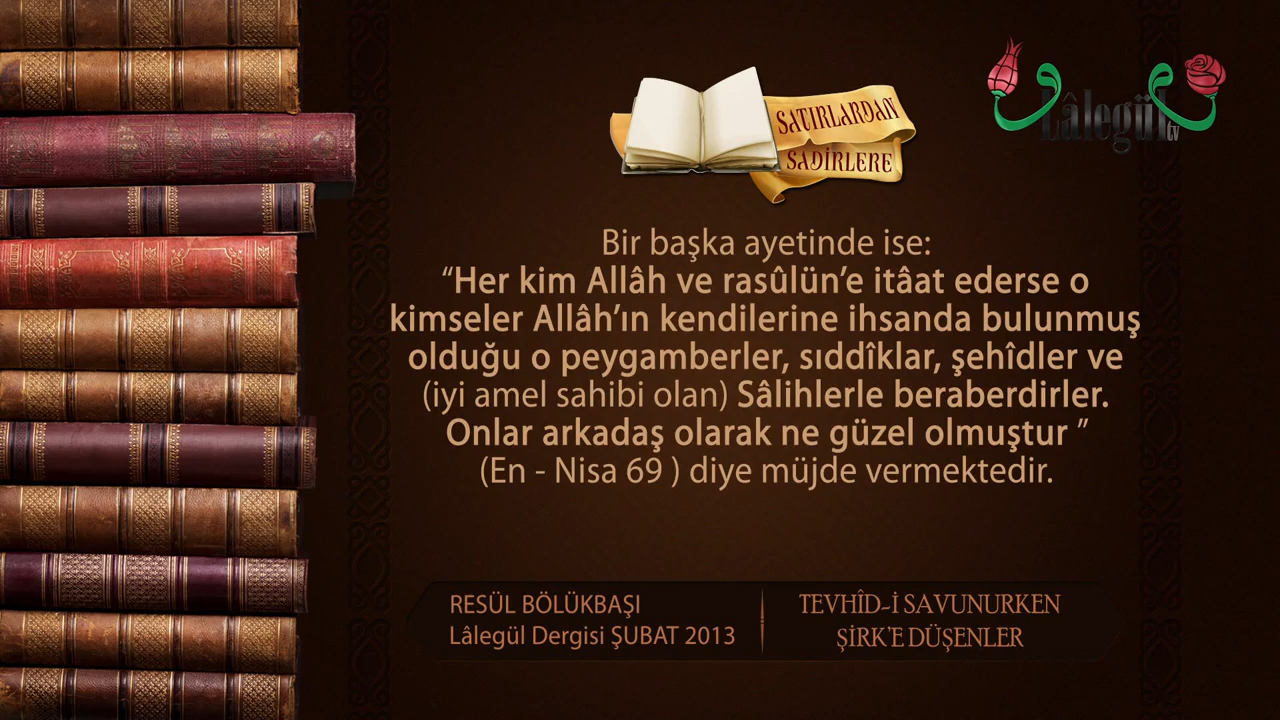 SATIRLARDAN
SADİRLERE
Lâlegül tv
Bir başka ayetinde ise:
“Her kim Allâh ve rasûlün’e itâat ederse o
kimseler Allâh’ın kendilerine ihsanda bulunmuş
olduğu o peygamberler, sıddîklar, şehîdler ve
(iyi amel sahibi olan) Sâlihlerle beraberdirler.
Onlar arkadaş olarak ne güzel olmuştur ”
(En - Nisa 69 ) diye müjde vermektedir.
RESÜL BÖLÜKBAŞI
Lâlegül Dergisi ŞUBAT 2013
TEVHÎD-İ SAVUNURKEN
ŞİRK'E DÜŞENLER